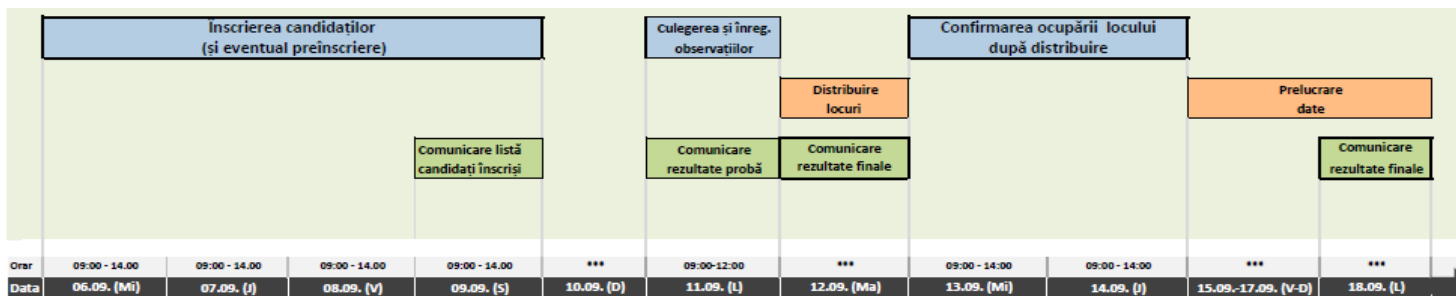 Înscrierea candidaților
(și eventual preînscriere)
Culegerea și înreg.
observațiilor
Confirmarea ocupării locului
după distribuire
Distribuire
locuri
Prelucrare
date
Comunicare listă
candidați înscriși
Comunicare
rezultate probă
Comunicare
rezultate finale
Comunicare
rezultate finale
Orar 09:00 - 14.00 09:00 - 14.00 09:00 - 14.00 09:00 - 14.00 *** 09:00-12:00 *** 09:00 - 14:00 09:00 - 14:00 *** ***
Data 06.09. (Mi) 07.09. (J) 08.09. (V) 09.09. (S) 10.09. (D) 11.09. (L) 12.09. (Ma) 13.09. (Mi) 14.09. (J) 15.09.-17.09. (V-D) 18.09. (L)